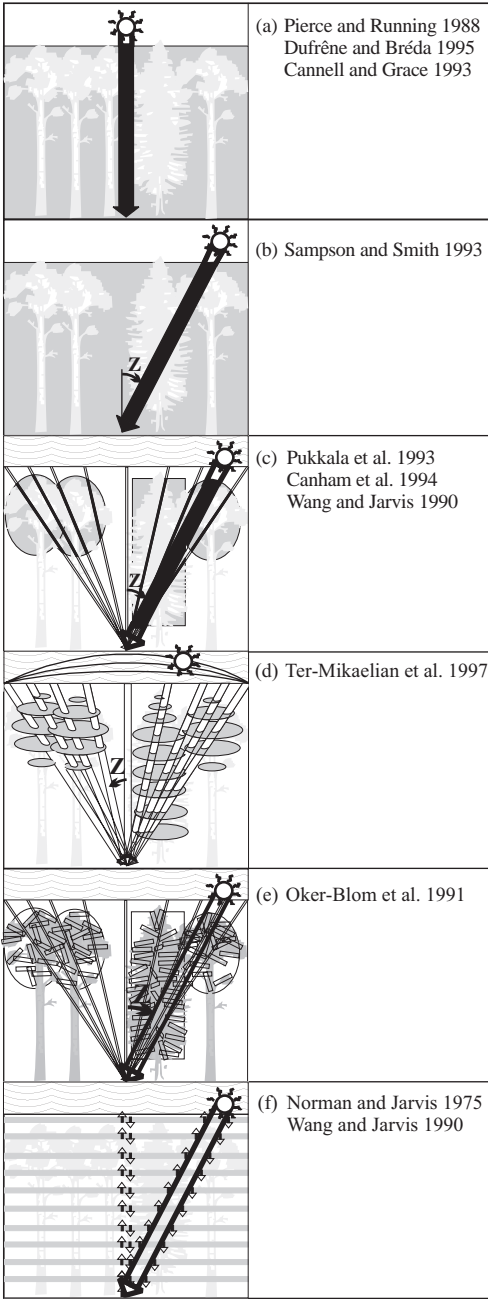 (a) Pierce and Running 1988
Dufrêne and Bréda 1995
Cannell and Grace 1993
(b) Sampson and Smith 1993
Z
(c) Pukkala et al. 1993
Canham et al. 1994
Wang and Jarvis 1990
Z
(d) Ter-Mikaelian et al. 1997
Z
(e) Oker-Blom et al. 1991
Z
(f) Norman and Jarvis 1975
Wang and Jarvis 1990